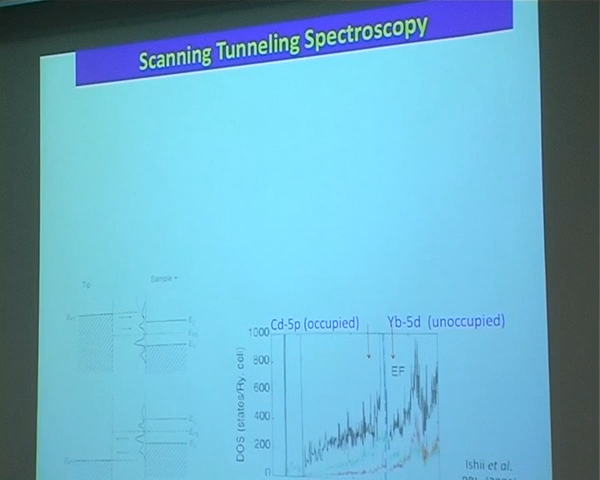 Scanning Tunneling Spectroscopy
Tip
Sample +
Cd-5p (occupied)
Yb-5d (unoccupied)
1000
EF
800
600
400
200
0
DOS (states/Ry. cell)
Ishii et al.